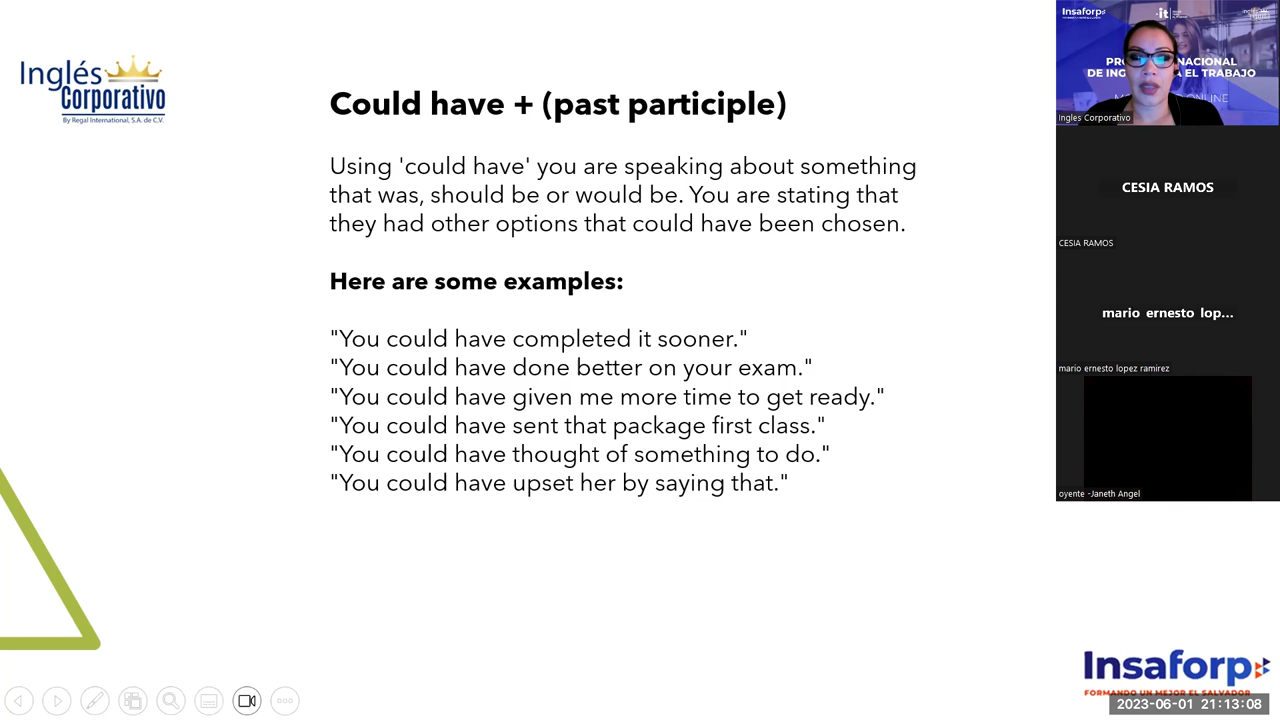 Inglés
Corporativo
By Regal International, S.A. de C.V.
Could have + (past participle)
Using 'could have' you are speaking about something
that was, should be or would be. You are stating that
they had other options that could have been chosen.
Here are some examples:
"You could have completed it sooner."
"You could have done better on your exam."
"You could have given me more time to get ready."
"You could have sent that package first class."
"You could have thought of something to do."
"You could have upset her by saying that."
Insaforp
Ingles Corporativo
CESIA RAMOS
CESIA RAMOS
mario ernesto lop...
mario ernesto lopez ramirez
oyente -Janeth Angel
Insaforp
FORMANDO UN MEJOR EL SALVADOR
2023-06-01 21:13:08